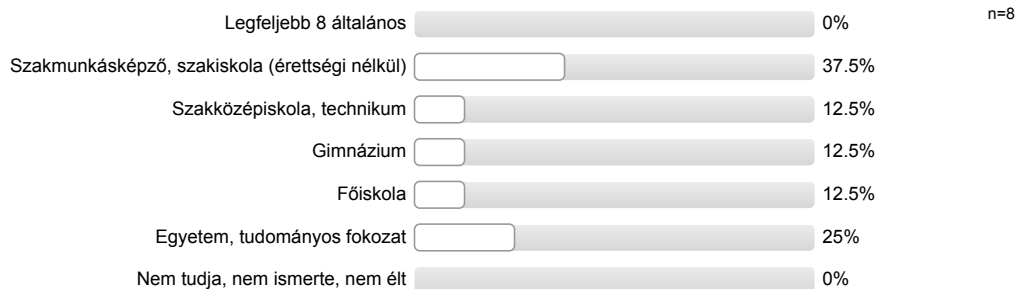 Legfeljebb 8 általános 0% n=8
Szakmunkásképző, szakiskola (érettségi nélkül) 37.5%
Szakközépiskola, technikum 12.5%
Gimnázium 12.5%
Főiskola 12.5%
Egyetem, tudományos fokozat 25%
Nem tudja, nem ismerte, nem élt 0%